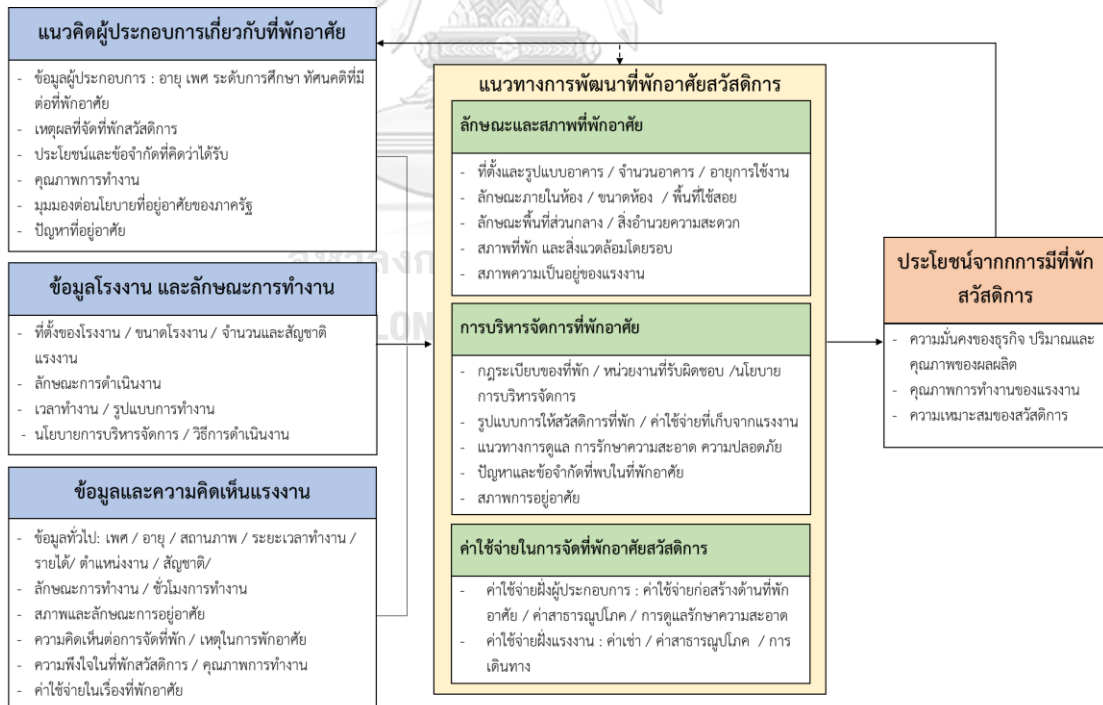 แนวคิดผู้ประกอบการเกี่ยวกับที่พักอาศัย
- ข้อมูลผู้ประกอบการ : อายุ เพศ ระดับการศึกษา ทัศนคติที่มี
ต่อที่พักอาศัย
- เหตุผลที่จัดที่พักสวัสดิการ
- ประโยชน์และข้อจำกัดที่คิดว่าได้รับ
- คุณภาพการทำงาน
- มุมมองต่อนโยบายที่อยู่อาศัยของภาครัฐ
- ปัญหาที่อยู่อาศัย
ข้อมูลโรงงาน และลักษณะการทำงาน
- ที่ตั้งของโรงงาน / ขนาดโรงงาน / จำนวนและสัญชาติ
แรงงาน
- ลักษณะการดำเนินงาน
- เวลาทำงาน / รูปแบบการทำงาน
- นโยบายการบริหารจัดการ / วิธีการดำเนินงาน
ข้อมูลและความคิดเห็นแรงงาน
- ข้อมูลทั่วไป: เพศ / อายุ / สถานภาพ / ระยะเวลาทำงาน /
รายได้/ ตำแหน่งงาน / สัญชาติ/
- ลักษณะการทำงาน / ชั่วโมงการทำงาน
- สภาพและลักษณะการอยู่อาศัย
- ความคิดเห็นต่อการจัดที่พัก / เหตุในการพักอาศัย
- ความพึงใจในที่พักสวัสดิการ / คุณภาพการทำงาน
- ค่าใช้จ่ายในเรื่องที่พักอาศัย
แนวทางการพัฒนาที่พักอาศัยสวัสดิการ
ลักษณะและสภาพที่พักอาศัย
- ที่ตั้งและรูปแบบอาคาร / จำนวนอาคาร / อายุการใช้งาน
- ลักษณะภายในห้อง / ขนาดห้อง / พื้นที่ใช้สอย
- ลักษณะพื้นที่ส่วนกลาง / สิ่งอำนวยความสะดวก
- สภาพที่พัก และสิ่งแวดล้อมโดยรอบ
- สภาพความเป็นอยู่ของแรงงาน
การบริหารจัดการที่พักอาศัย
- กฎระเบียบของที่พัก / หน่วยงานที่รับผิดชอบ /นโยบาย
การบริหารจัดการ
- รูปแบบการให้สวัสดิการที่พัก / ค่าใช้จ่ายที่เก็บจากแรงงาน
- แนวทางการดูแล การรักษาความสะอาด ความปลอดภัย
- ปัญหาและข้อจำกัดที่พบในที่พักอาศัย
- สภาพการอยู่อาศัย
ค่าใช้จ่ายในการจัดที่พักอาศัยสวัสดิการ
- ค่าใช้จ่ายฝั่งผู้ประกอบการ : ค่าใช้จ่ายก่อสร้างด้านที่พัก
อาศัย / ค่าสาธารณูปโภค / การดูแลรักษาความสะอาด
- ค่าใช้จ่ายฝั่งแรงงาน : ค่าเช่า / ค่าสาธารณูปโภค / การ
เดินทาง
ประโยชน์จากกการมีที่พัก
สวัสดิการ
- ความมั่นคงของธุรกิจ ปริมาณและ
คุณภาพของผลผลิต
- คุณภาพการทำงานของแรงงาน
- ความเหมาะสมของสวัสดิการ